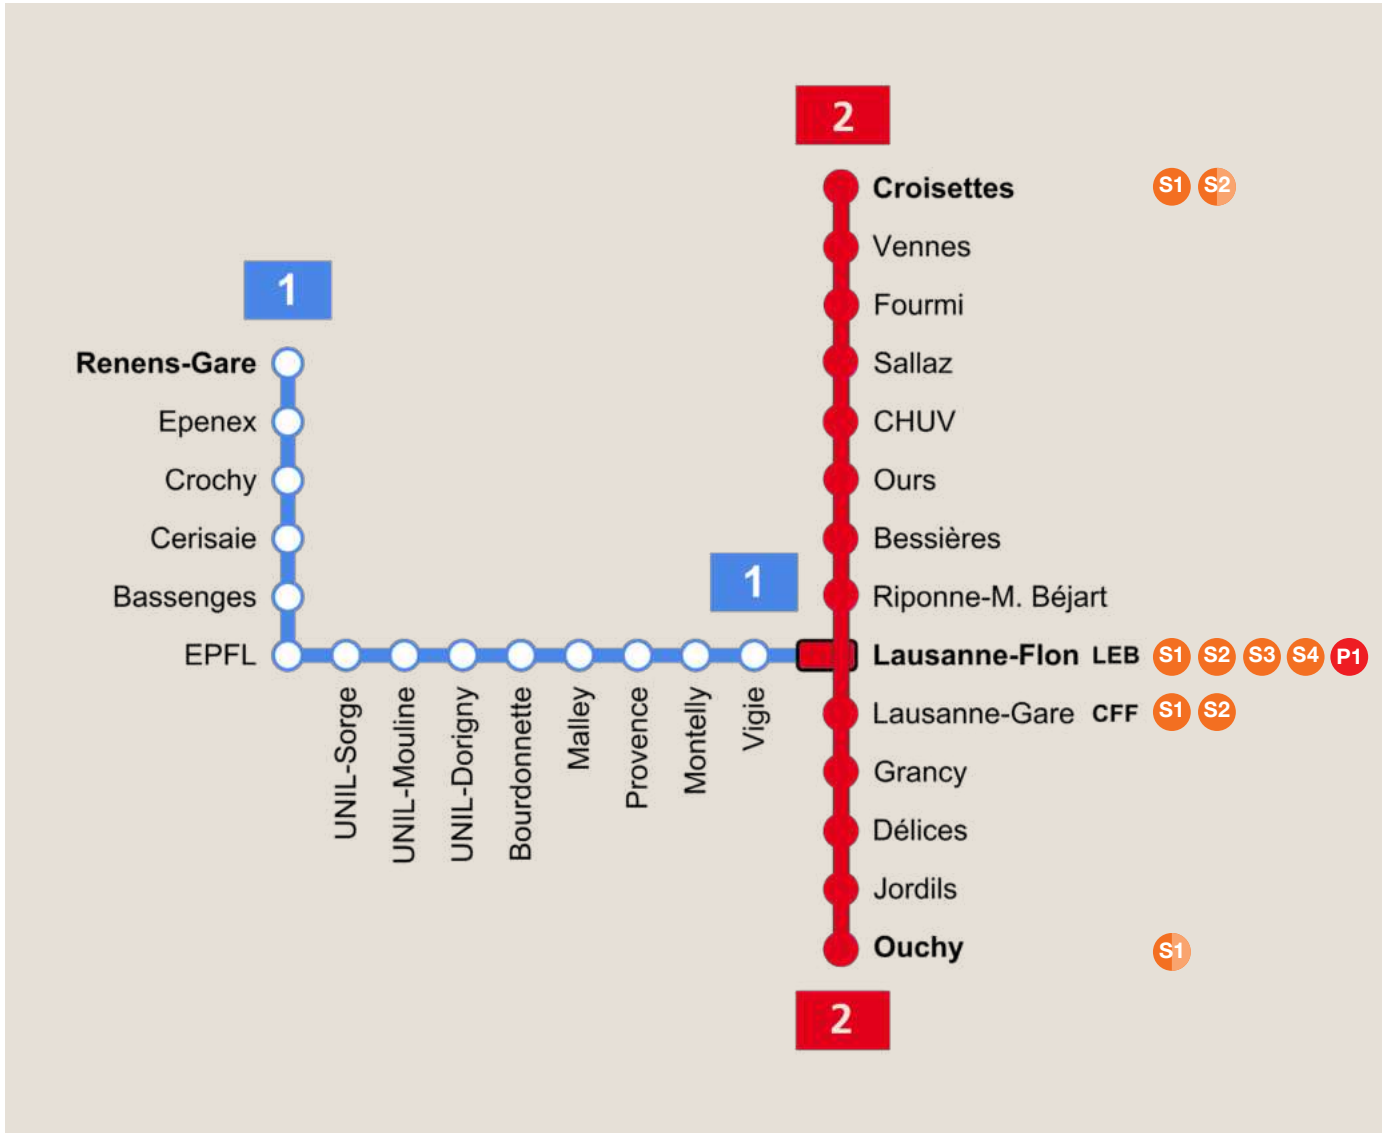 2
Croisettes S1 S2
Vennes
Fourmi
Sallaz
CHUV
Ours
Bessières
Riponne-M. Béjart
Lausanne-Flon LEB S1 S2 S3 S4 P1
Lausanne-Gare CFF S1 S2
Grancy
Délices
Jordils
Ouchy S1
2
1
Renens-Gare
Epenex
Crochy
Cerisaie
Bassenges
EPFL
UNIL-Sorge
UNIL-Mouline
UNIL-Dorigny
Bourdonnette
Malley
Provence
Montelly
Vigie
1